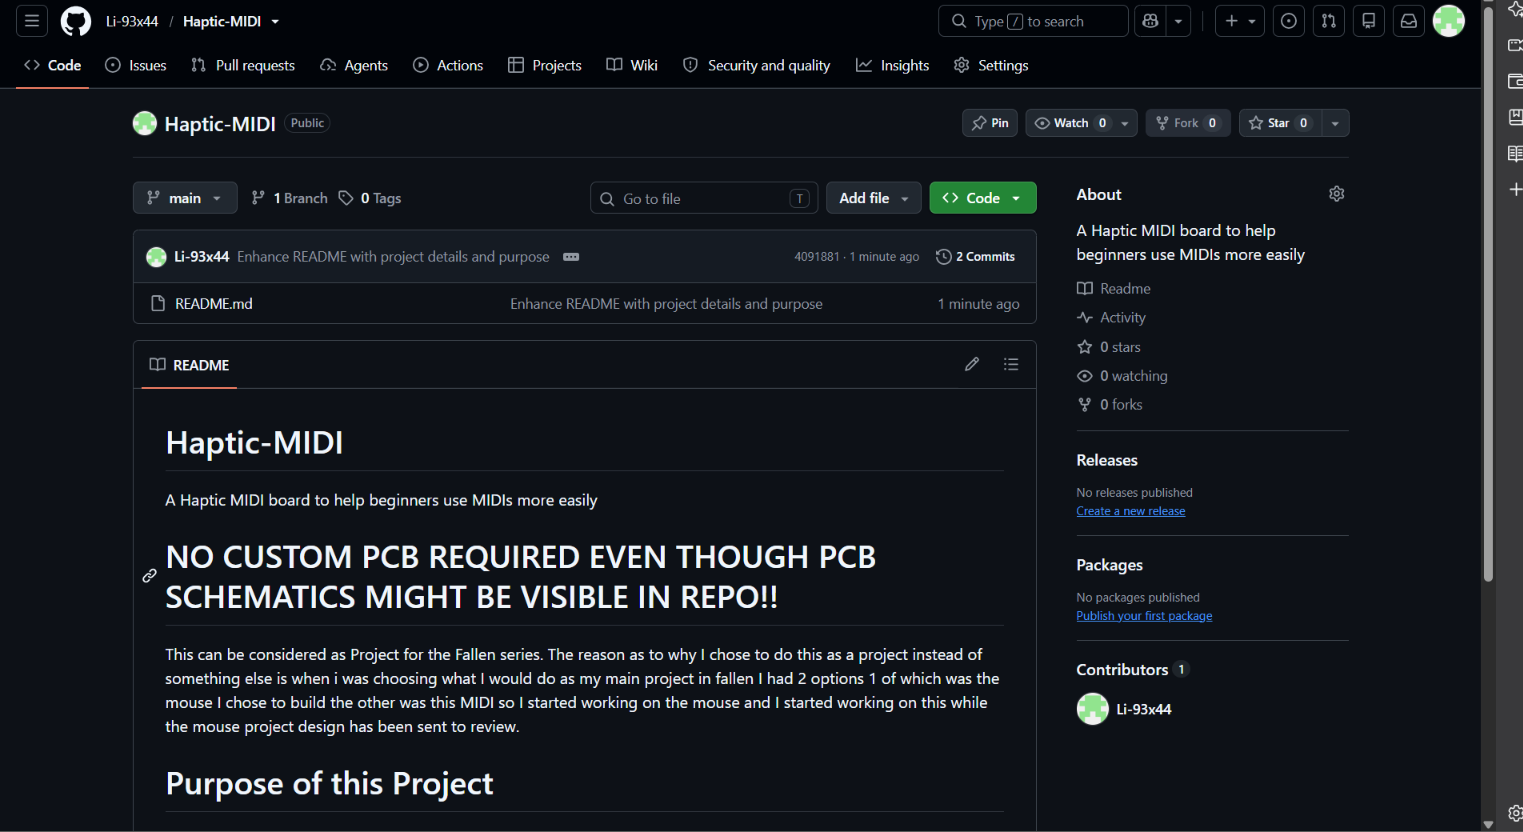 Li-93x44 / Haptic-MIDI
Type / to search
Code Issues Pull requests Agents Actions Projects Wiki Security and quality Insights Settings
Haptic-MIDI Public
Pin Watch 0 Fork 0 Star 0
main 1 Branch 0 Tags Go to file T Add file Code
Li-93x44 Enhance README with project details and purpose 4091881 · 1 minute ago 2 Commits
README.md Enhance README with project details and purpose 1 minute ago
README
Haptic-MIDI
A Haptic MIDI board to help beginners use MIDIs more easily
NO CUSTOM PCB REQUIRED EVEN THOUGH PCB
SCHEMATICS MIGHT BE VISIBLE IN REPO!!
This can be considered as Project for the Fallen series. The reason as to why I chose to do this as a project instead of
something else is when i was choosing what I would do as my main project in fallen I had 2 options 1 of which was the
mouse I chose to build the other was this MIDI so I started working on the mouse and I started working on this while
the mouse project design has been sent to review.
Purpose of this Project
About
A Haptic MIDI board to help
beginners use MIDIs more easily
Readme
Activity
0 stars
0 watching
0 forks
Releases
No releases published
Create a new release
Packages
No packages published
Publish your first package
Contributors 1
Li-93x44